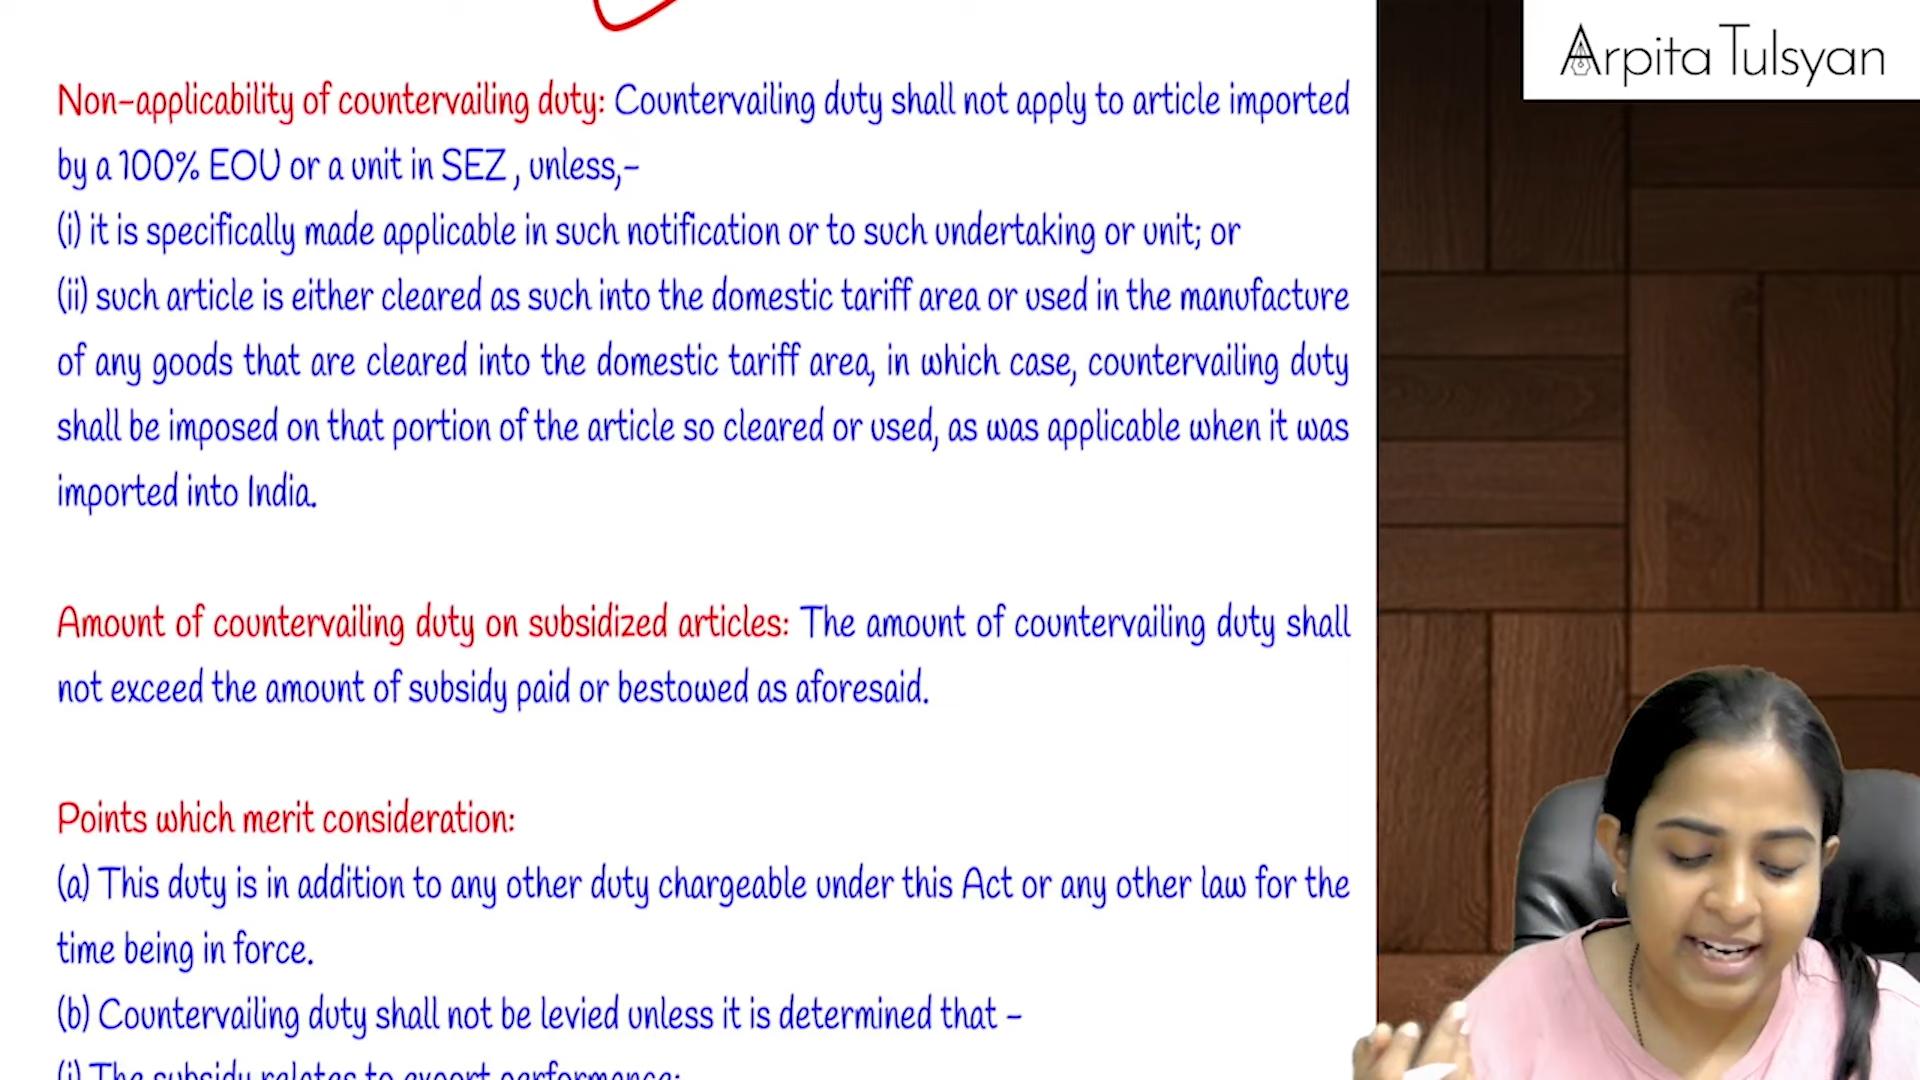 Arpita Tulsyan
Non-applicability of countervailing duty: Countervailing duty shall not apply to article imported
by a 100% EOU or a unit in SEZ , unless,-
(i) it is specifically made applicable in such notification or to such undertaking or unit; or
(ii) such article is either cleared as such into the domestic tariff area or used in the manufacture
of any goods that are cleared into the domestic tariff area, in which case, countervailing duty
shall be imposed on that portion of the article so cleared or used, as was applicable when it was
imported into India.
Amount of countervailing duty on subsidized articles: The amount of countervailing duty shall
not exceed the amount of subsidy paid or bestowed as aforesaid.
Points which merit consideration:
(a) This duty is in addition to any other duty chargeable under this Act or any other law for the
time being in force.
(b) Countervailing duty shall not be levied unless it is determined that -
(i) The subsidy relates to export performance;